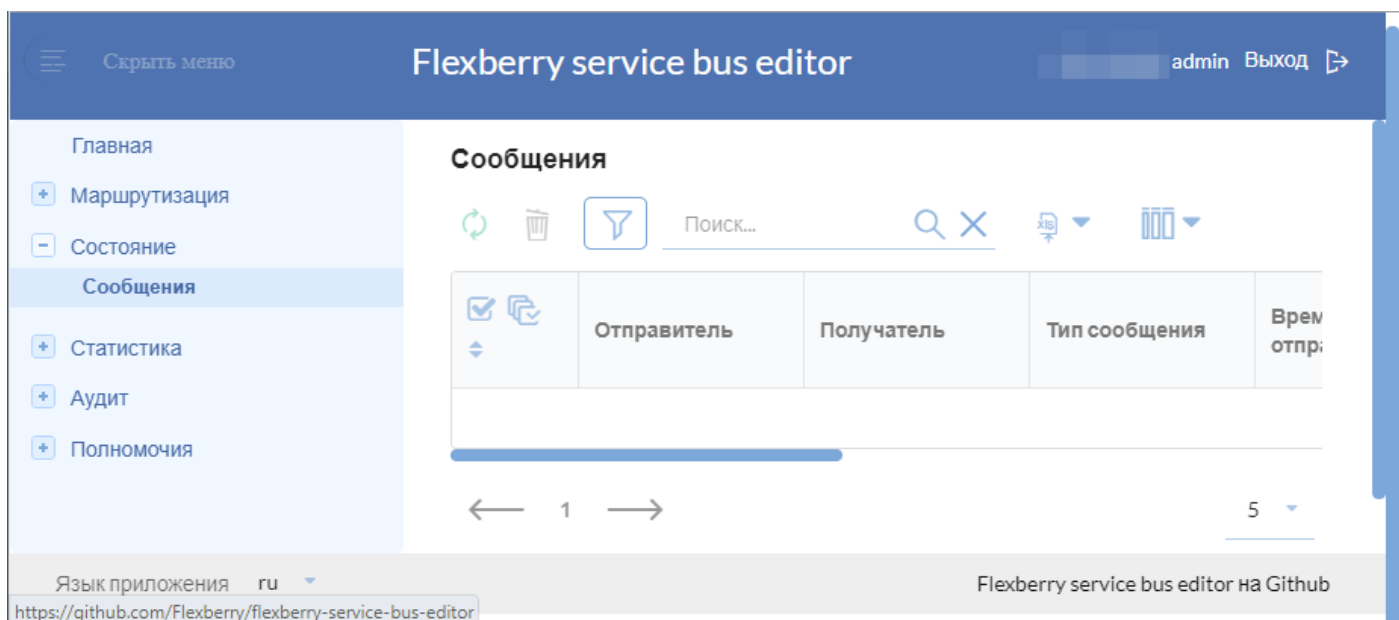 Скрыть меню
Flexberry service bus editor
admin Выход
Главная
Маршрутизация
Состояние
Сообщения
Статистика
Аудит
Полномочия
Сообщения
Поиск...
xls
Отправитель
Получатель
Тип сообщения
Врем
отпра
1
5
Язык приложения ru
Flexberry service bus editor на Github
https://github.com/Flexberry/flexberry-service-bus-editor